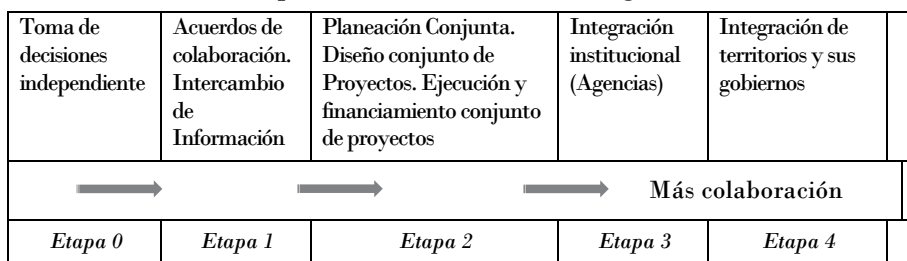 Toma de
decisiones
independiente
Acuerdos de
colaboración.
Intercambio
de
Información
Planeación Conjunta.
Diseño conjunto de
Proyectos. Ejecución y
financiamiento conjunto
de proyectos
Integración
institucional
(Agencias)
Integración de
territorios y sus
gobiernos
Más colaboración
Etapa 0
Etapa 1
Etapa 2
Etapa 3
Etapa 4